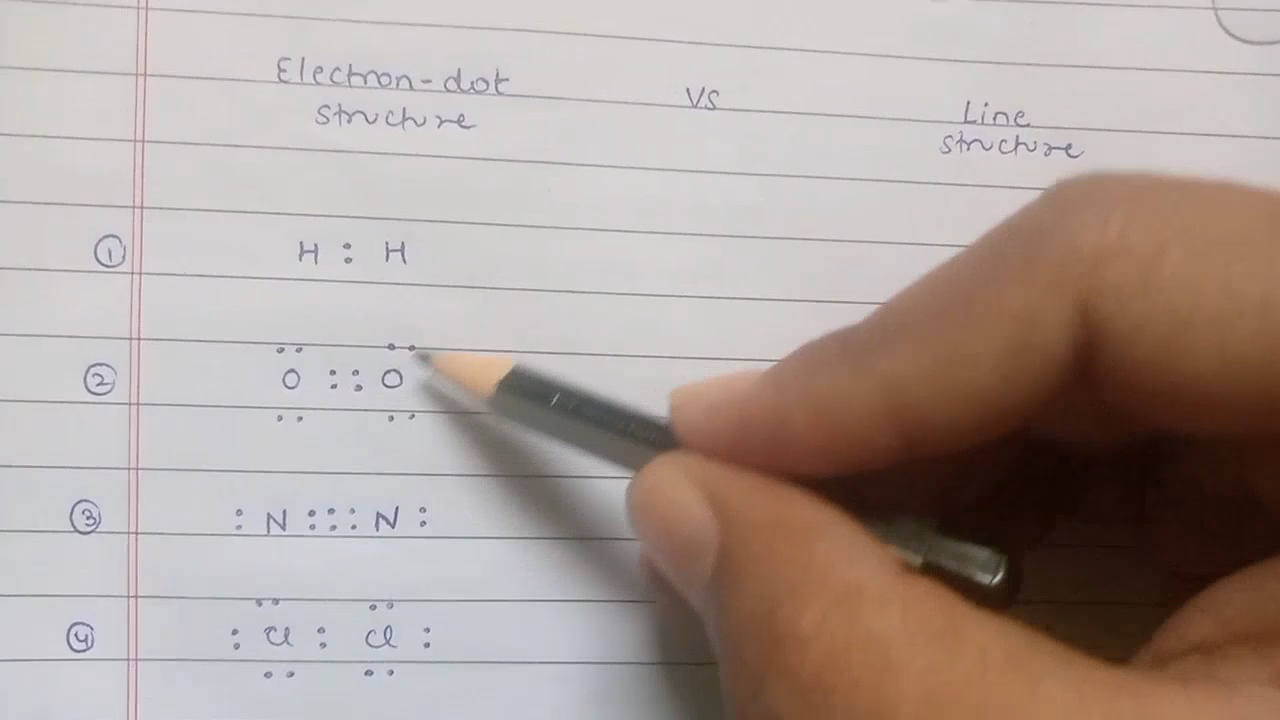 Electron-dot structure VS Line structure
① H : H
② O :: O
③ : N ::: N :
④ : Cl : Cl :